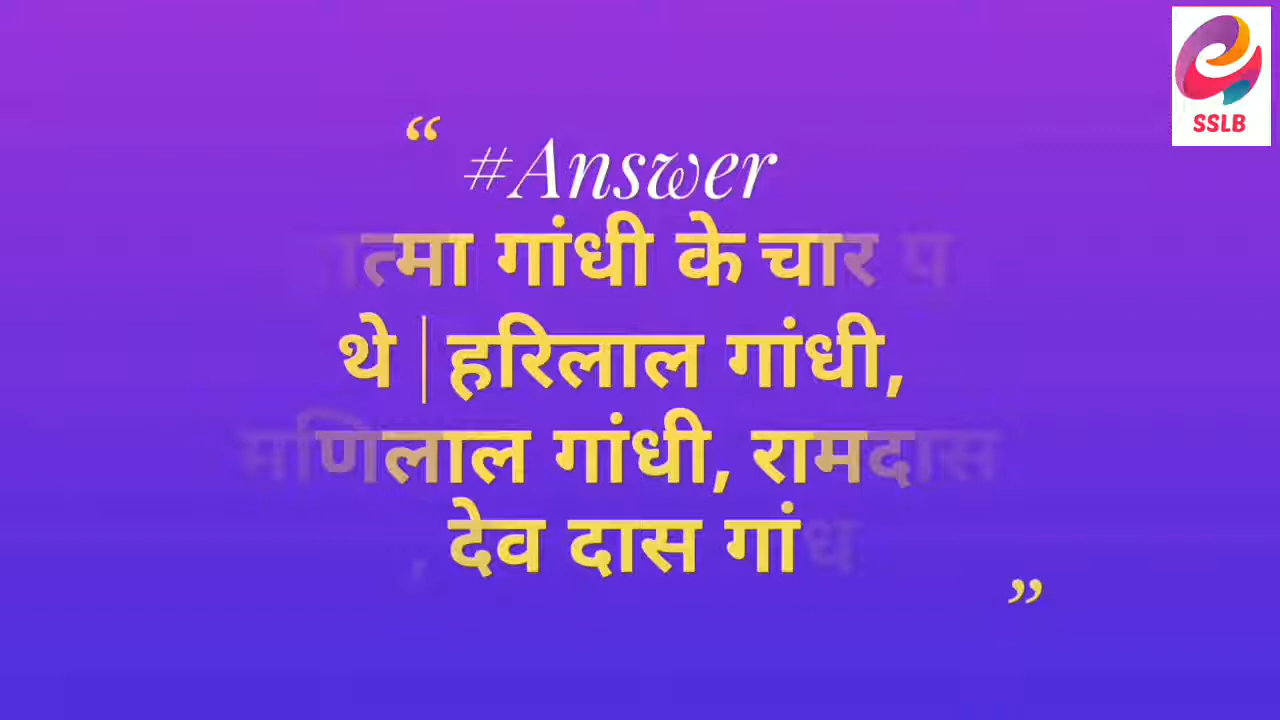 SSLB
“ #Answer
गांधी के चार
थे | हरिलाल गांधी,
मणिलाल गांधी, रामदास
, देव दास
”